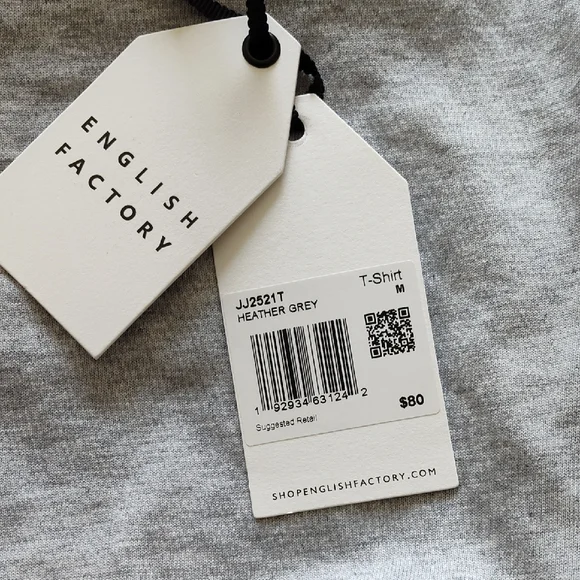 ENGLISH
FACTORY
JJ2521T
T-Shirt
HEATHER GREY
M
1 92934 63124 2
Suggested Retail
$80
SHOPENGLISHFACTORY.COM